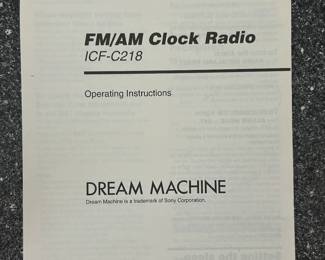 FM/AM Clock Radio
ICF-C218
Operating Instructions
DREAM MACHINE
Dream Machine is a trademark of Sony Corporation.